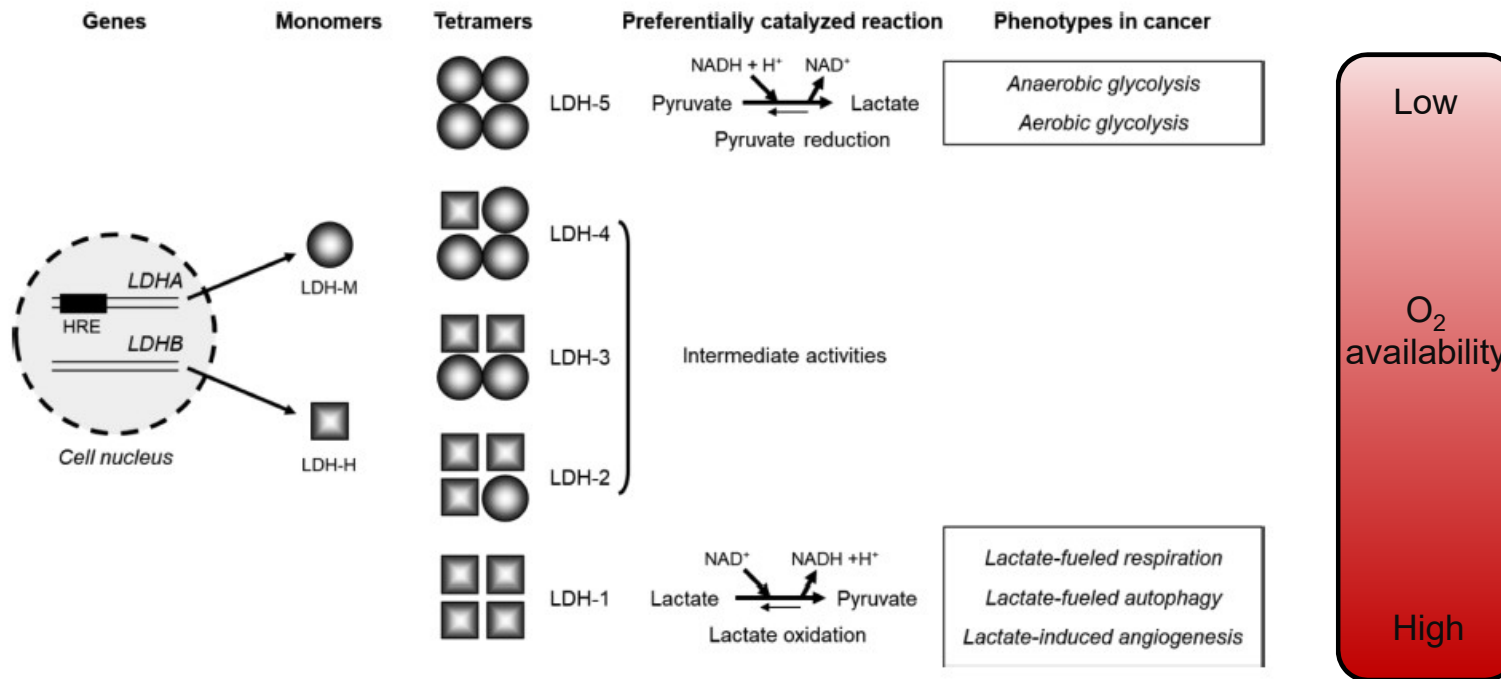 Genes
Monomers
Tetramers
Preferentially catalyzed reaction
Phenotypes in cancer
LDH-5
NADH + H⁺
NAD⁺
Pyruvate
Lactate
Pyruvate reduction
Anaerobic glycolysis
Aerobic glycolysis
Low
LDH-4
LDHA
HRE
LDHB
Cell nucleus
LDH-M
LDH-H
LDH-3
Intermediate activities
O₂
availability
LDH-2
LDH-1
NAD⁺
NADH +H⁺
Lactate
Pyruvate
Lactate oxidation
Lactate-fueled respiration
Lactate-fueled autophagy
Lactate-induced angiogenesis
High